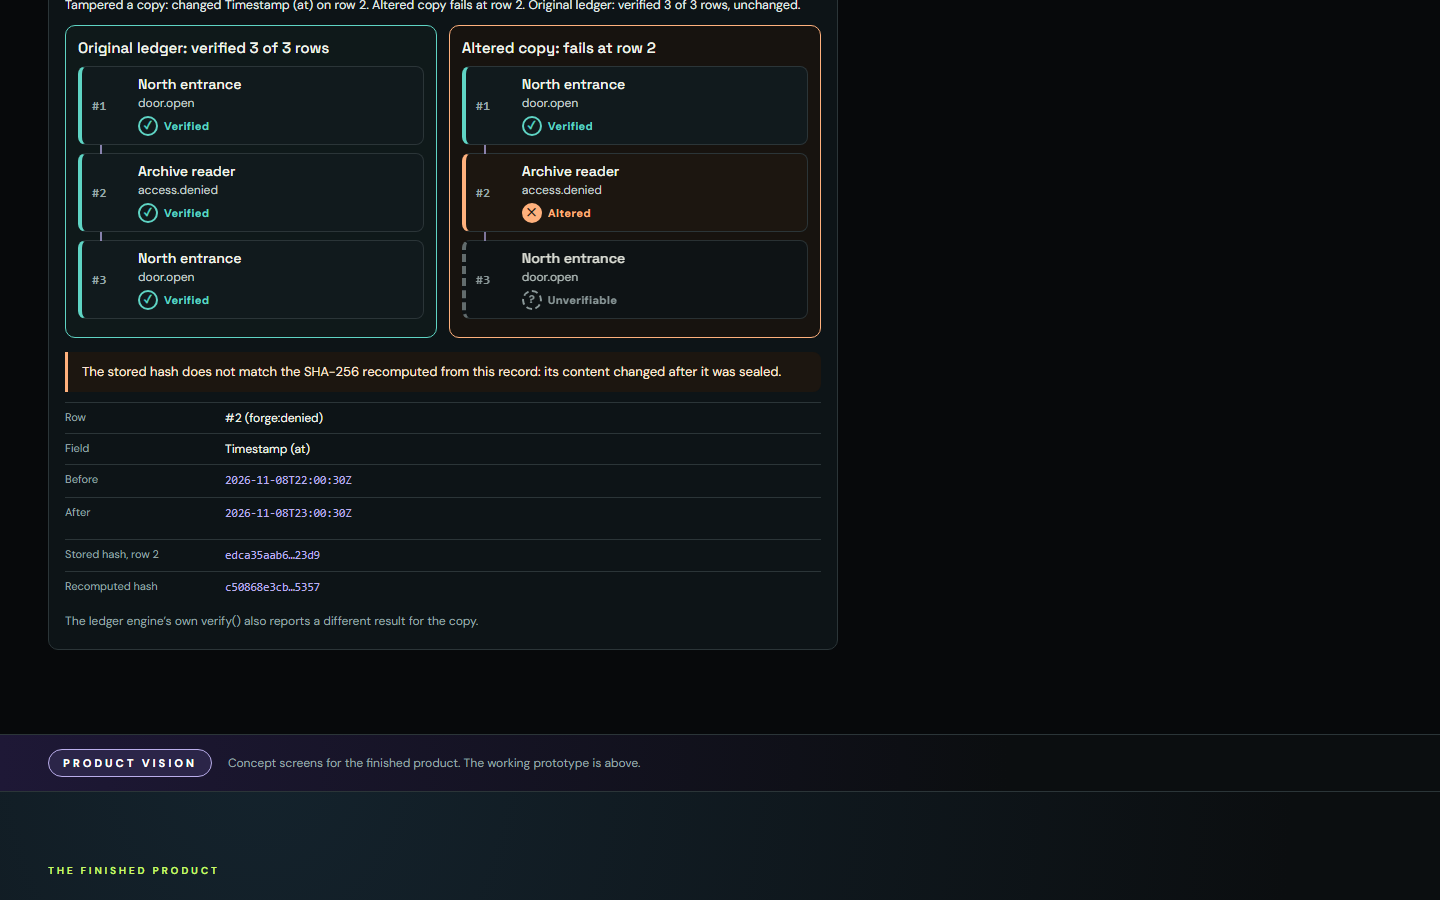 Tampered a copy: changed Timestamp (at) on row 2. Altered copy fails at row 2. Original ledger: verified 3 of 3 rows, unchanged.
Original ledger: verified 3 of 3 rows
#1
North entrance
door.open
Verified
#2
Archive reader
access.denied
Verified
#3
North entrance
door.open
Verified
Altered copy: fails at row 2
#1
North entrance
door.open
Verified
#2
Archive reader
access.denied
Altered
#3
North entrance
door.open
? Unverifiable
The stored hash does not match the SHA-256 recomputed from this record: its content changed after it was sealed.
Row #2 (forge:denied)
Field Timestamp (at)
Before 2026-11-08T22:00:30Z
After 2026-11-08T23:00:30Z
Stored hash, row 2 edca35aab6…23d9
Recomputed hash c50868e3cb…5357
The ledger engine’s own verify() also reports a different result for the copy.
PRODUCT VISION Concept screens for the finished product. The working prototype is above.
THE FINISHED PRODUCT